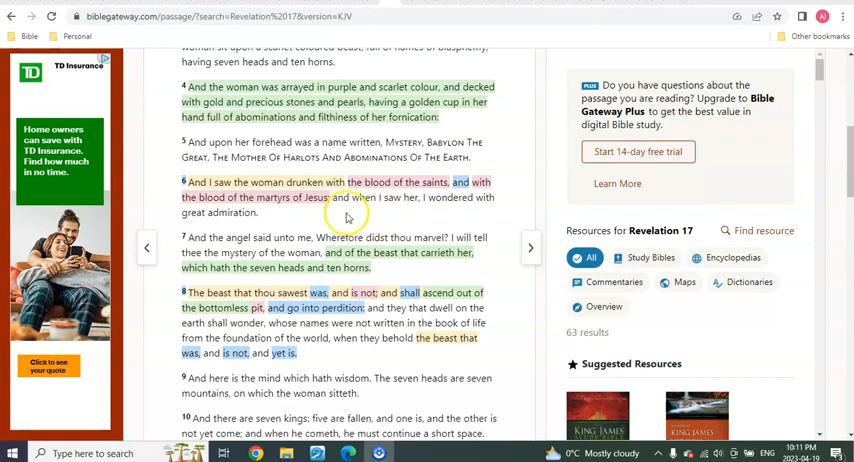 biblegateway.com/passage/?search=Revelation%2017&version=KJV
AI
Bible
Personal
Other bookmarks
TD
TD Insurance
Home owners
can save with
TD Insurance.
Find how much
in no time.
Click to see
your quote
woman sit upon a scarlet coloured beast, full of names of blasphemy,
having seven heads and ten horns.
4 And the woman was arrayed in purple and scarlet colour, and decked
with gold and precious stones and pearls, having a golden cup in her
hand full of abominations and filthiness of her fornication:
5 And upon her forehead was a name written, Mystery, Babylon The
Great, The Mother Of Harlots And Abominations Of The Earth.
6 And I saw the woman drunken with the blood of the saints, and with
the blood of the martyrs of Jesus: and when I saw her, I wondered with
great admiration.
7 And the angel said unto me, Wherefore didst thou marvel? I will tell
thee the mystery of the woman, and of the beast that carrieth her,
which hath the seven heads and ten horns.
8 The beast that thou sawest was, and is not; and shall ascend out of
the bottomless pit, and go into perdition: and they that dwell on the
earth shall wonder, whose names were not written in the book of life
from the foundation of the world, when they behold the beast that
was, and is not, and yet is.
9 And here is the mind which hath wisdom. The seven heads are seven
mountains, on which the woman sitteth.
10 And there are seven kings: five are fallen, and one is, and the other is
not yet come; and when he cometh, he must continue a short space.
PLUS Do you have questions about the
passage you are reading? Upgrade to Bible
Gateway Plus to get the best value in
digital Bible study.
Start 14-day free trial
Learn More
Resources for Revelation 17
Find resource
All
Study Bibles
Encyclopedias
Commentaries
Maps
Dictionaries
Overview
63 results
Suggested Resources
KING JAMES
KING JAMES
Type here to search
0°C Mostly cloudy
ENG
10:11 PM
2023-04-19